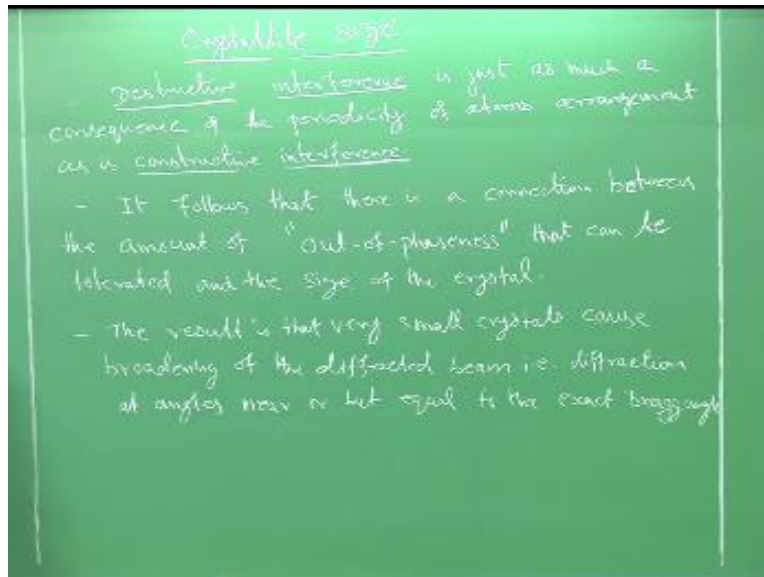 Crystallite size
Destructive interference is just as much a
consequence of the periodicity of atomic arrangement
as is constructive interference
- It follows that there is a connection between
the amount of "out-of-phaseness" that can be
tolerated and the size of the crystal.
- The result is that very small crystals cause
broadening of the diffracted beam i.e. diffraction
at angles near or but equal to the exact bragg angle